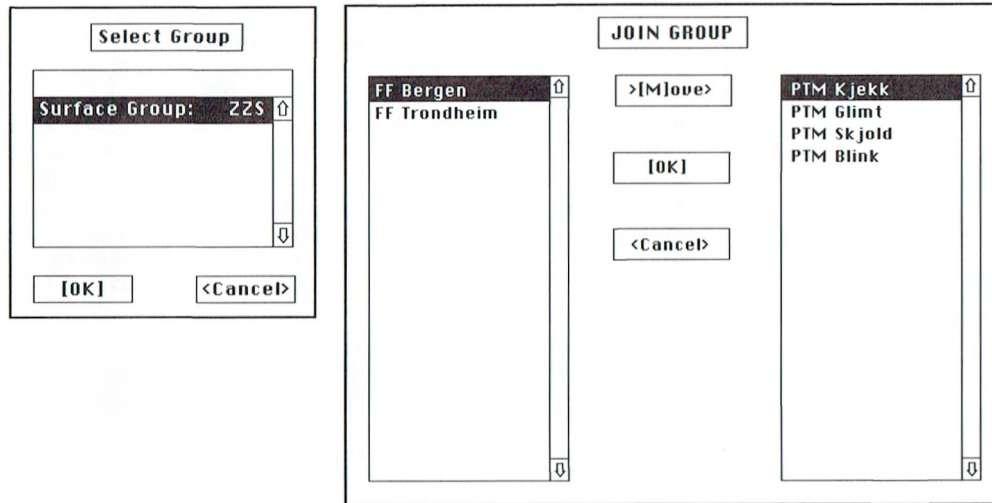 Select Group
Surface Group: ZZS
[OK]
<Cancel>
JOIN GROUP
FF Bergen
FF Trondheim
>[M]ove>
[OK]
<Cancel>
PTM Kjekk
PTM Glimt
PTM Skjold
PTM Blink